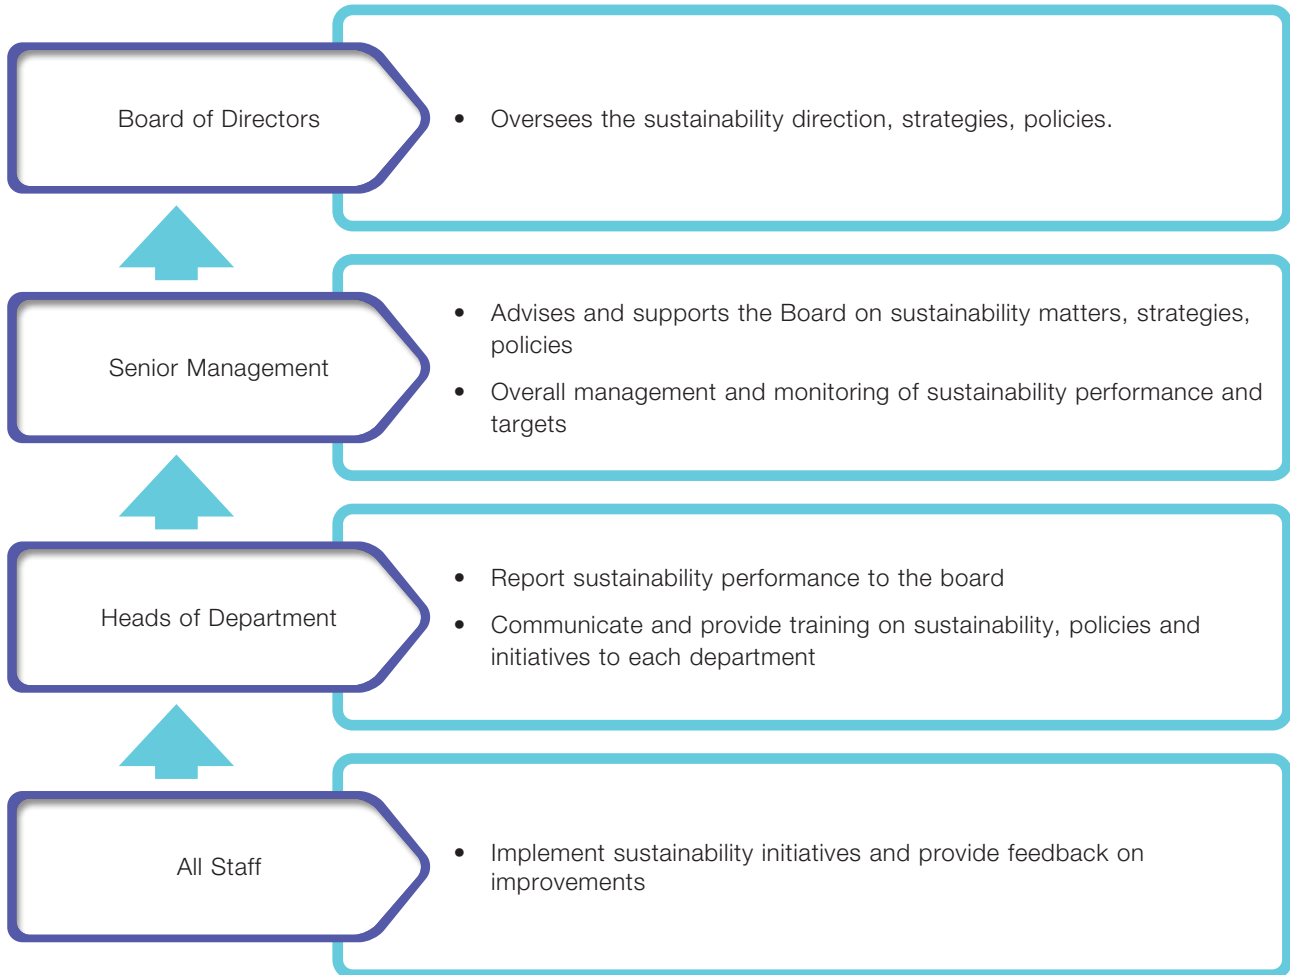 Board of Directors
• Oversees the sustainability direction, strategies, policies.
Senior Management
• Advises and supports the Board on sustainability matters, strategies,
policies
• Overall management and monitoring of sustainability performance and
targets
Heads of Department
• Report sustainability performance to the board
• Communicate and provide training on sustainability, policies and
initiatives to each department
All Staff
• Implement sustainability initiatives and provide feedback on
improvements